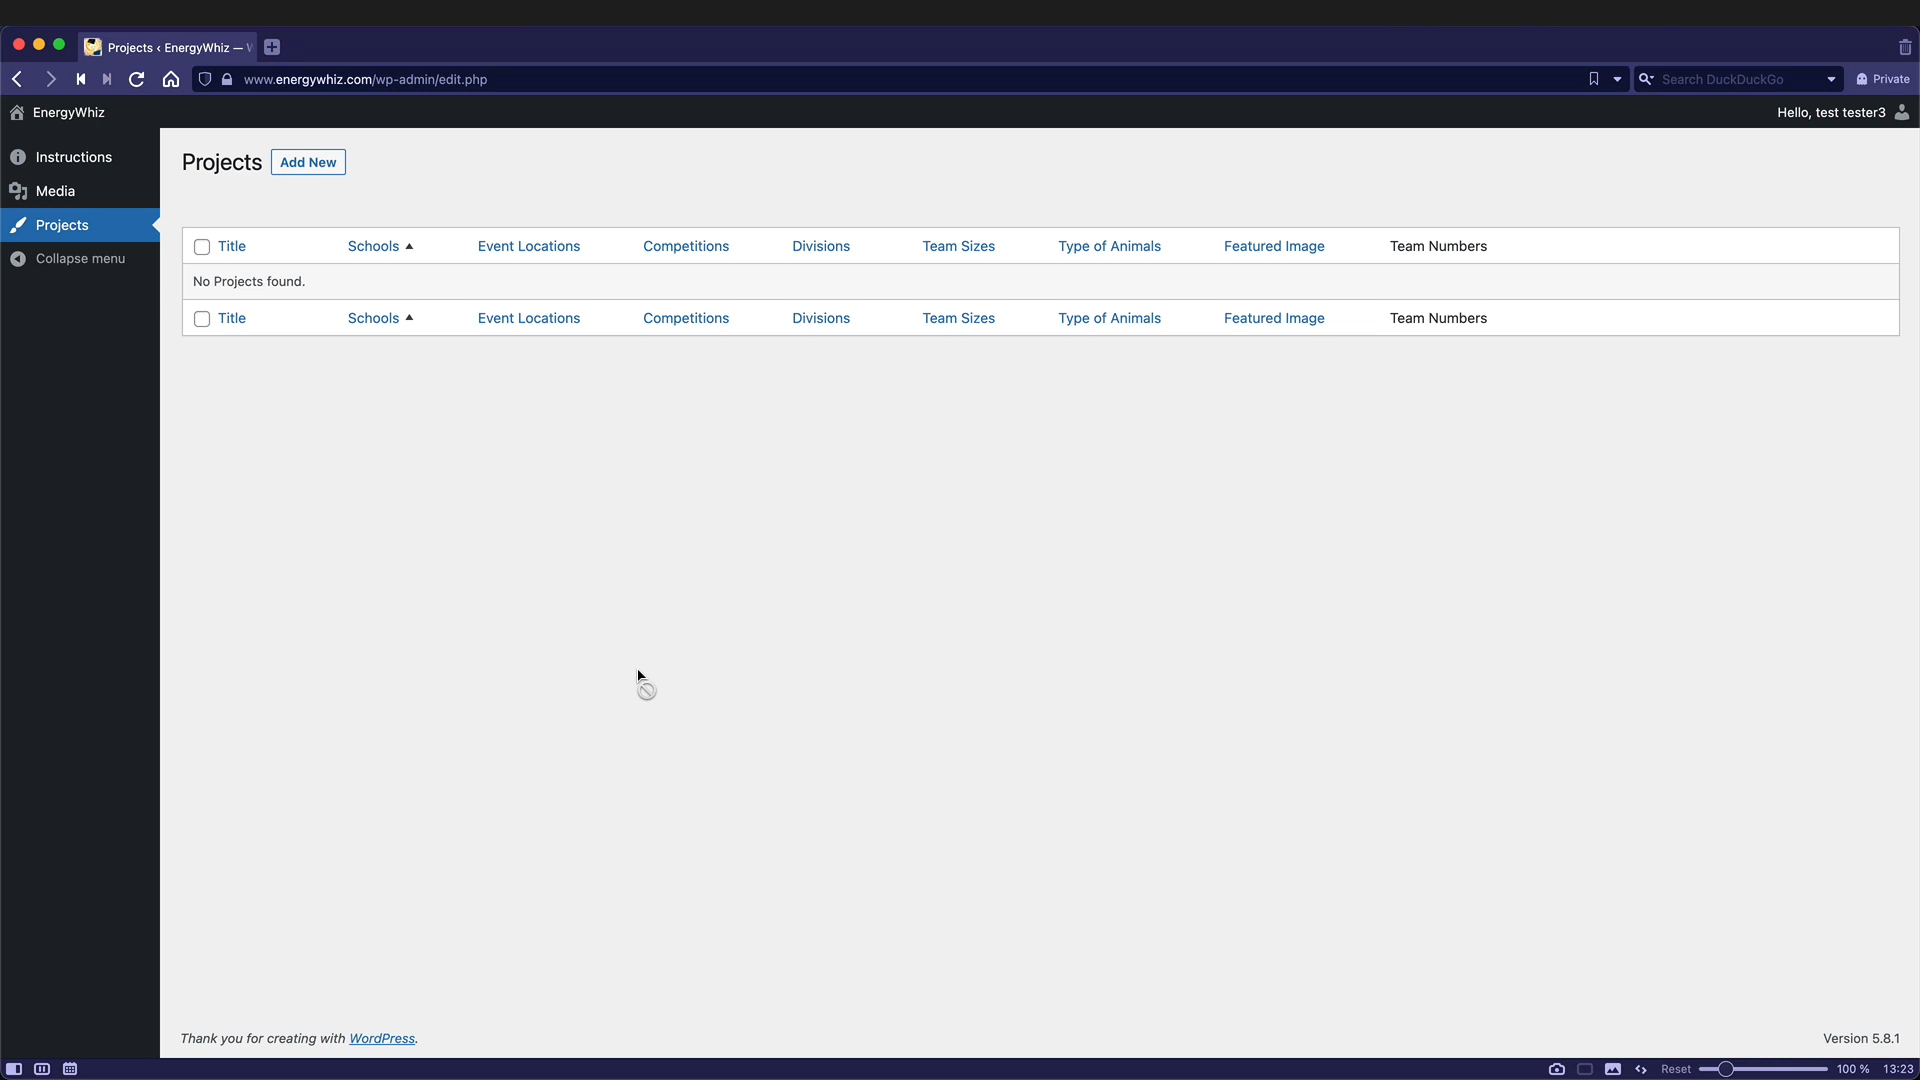 Projects ‹ EnergyWhiz —
www.energywhiz.com/wp-admin/edit.php
Search DuckDuckGo
Private
EnergyWhiz
Hello, test tester3
Instructions
Media
Projects
Collapse menu
Projects
Add New
Title Schools Event Locations Competitions Divisions Team Sizes Type of Animals Featured Image Team Numbers
No Projects found.
Title Schools Event Locations Competitions Divisions Team Sizes Type of Animals Featured Image Team Numbers
Thank you for creating with WordPress.
Version 5.8.1
Reset
100 %
13:23